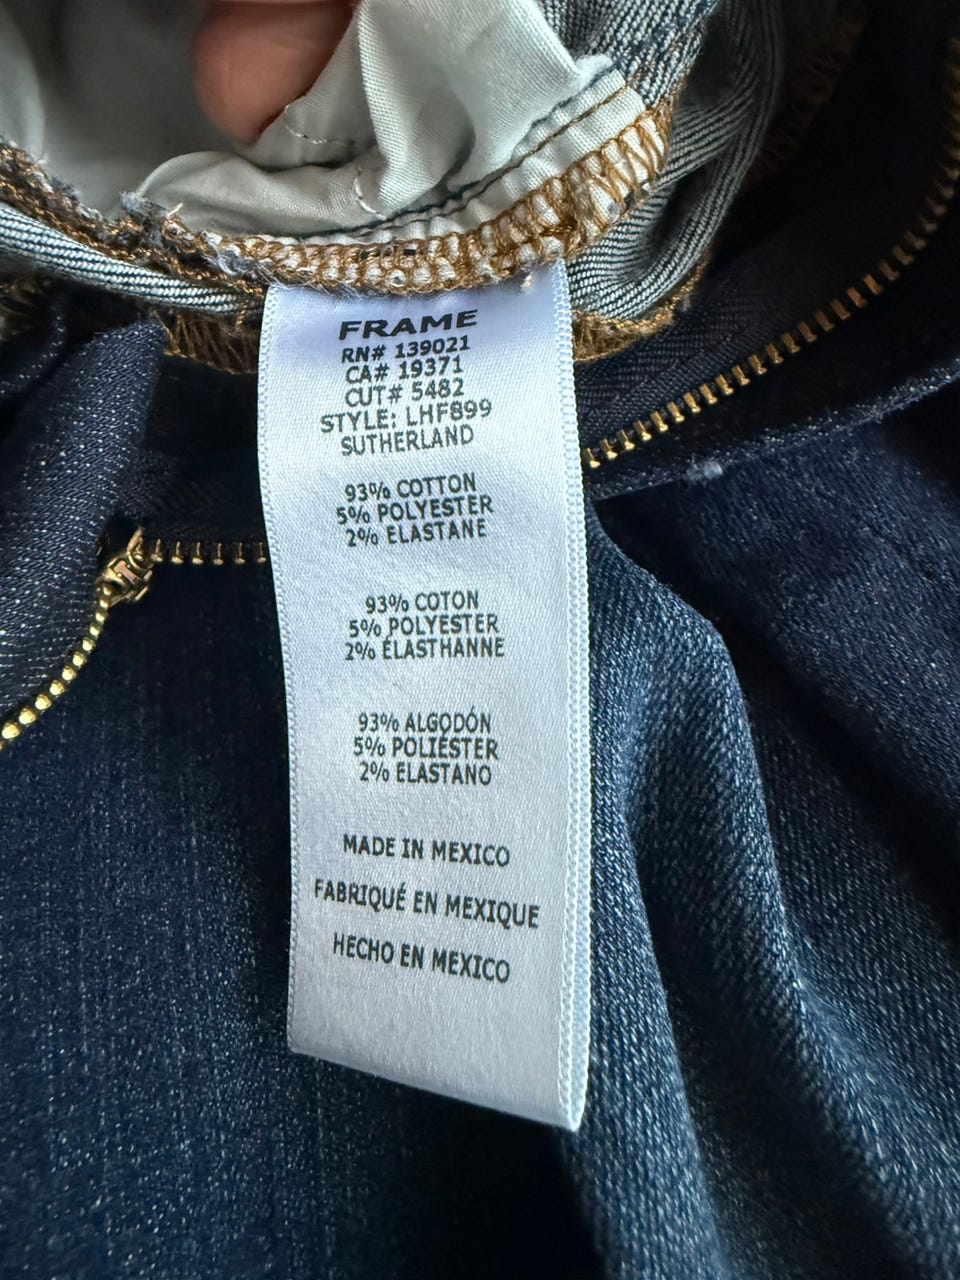 FRAME
RN# 139021
CA# 19371
CUT# 5482
STYLE: LHF899
SUTHERLAND
93% COTTON
5% POLYESTER
2% ELASTANE
93% COTON
5% POLYESTER
2% ÉLASTHANNE
93% ALGODÓN
5% POLIÉSTER
2% ELASTANO
MADE IN MEXICO
FABRIQUÉ EN MEXIQUE
HECHO EN MEXICO